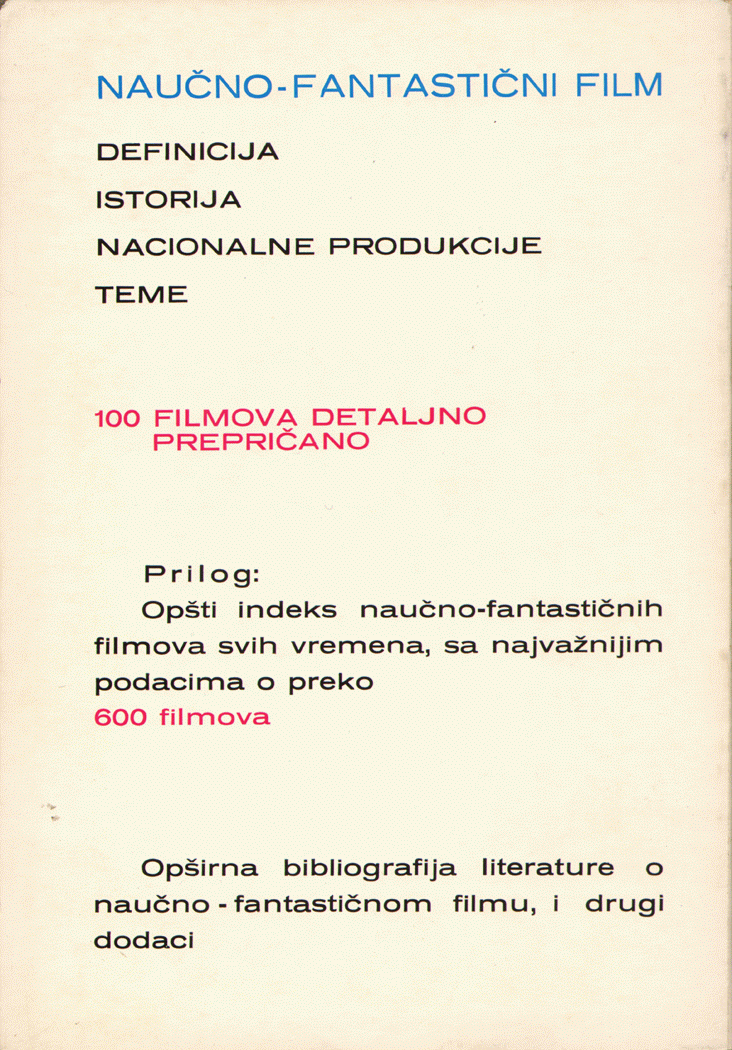 NAUČNO-FANTASTIČNI FILM
DEFINICIJA
ISTORIJA
NACIONALNE PRODUKCIJE
TEME
100 FILMOVA DETALJNO
PREPRIČANO
Prilog:
Opšti indeks naučno-fantastičnih
filmova svih vremena, sa najvažnijim
podacima o preko
600 filmova
Opširna bibliografija literature o
naučno-fantastičnom filmu, i drugi
dodaci